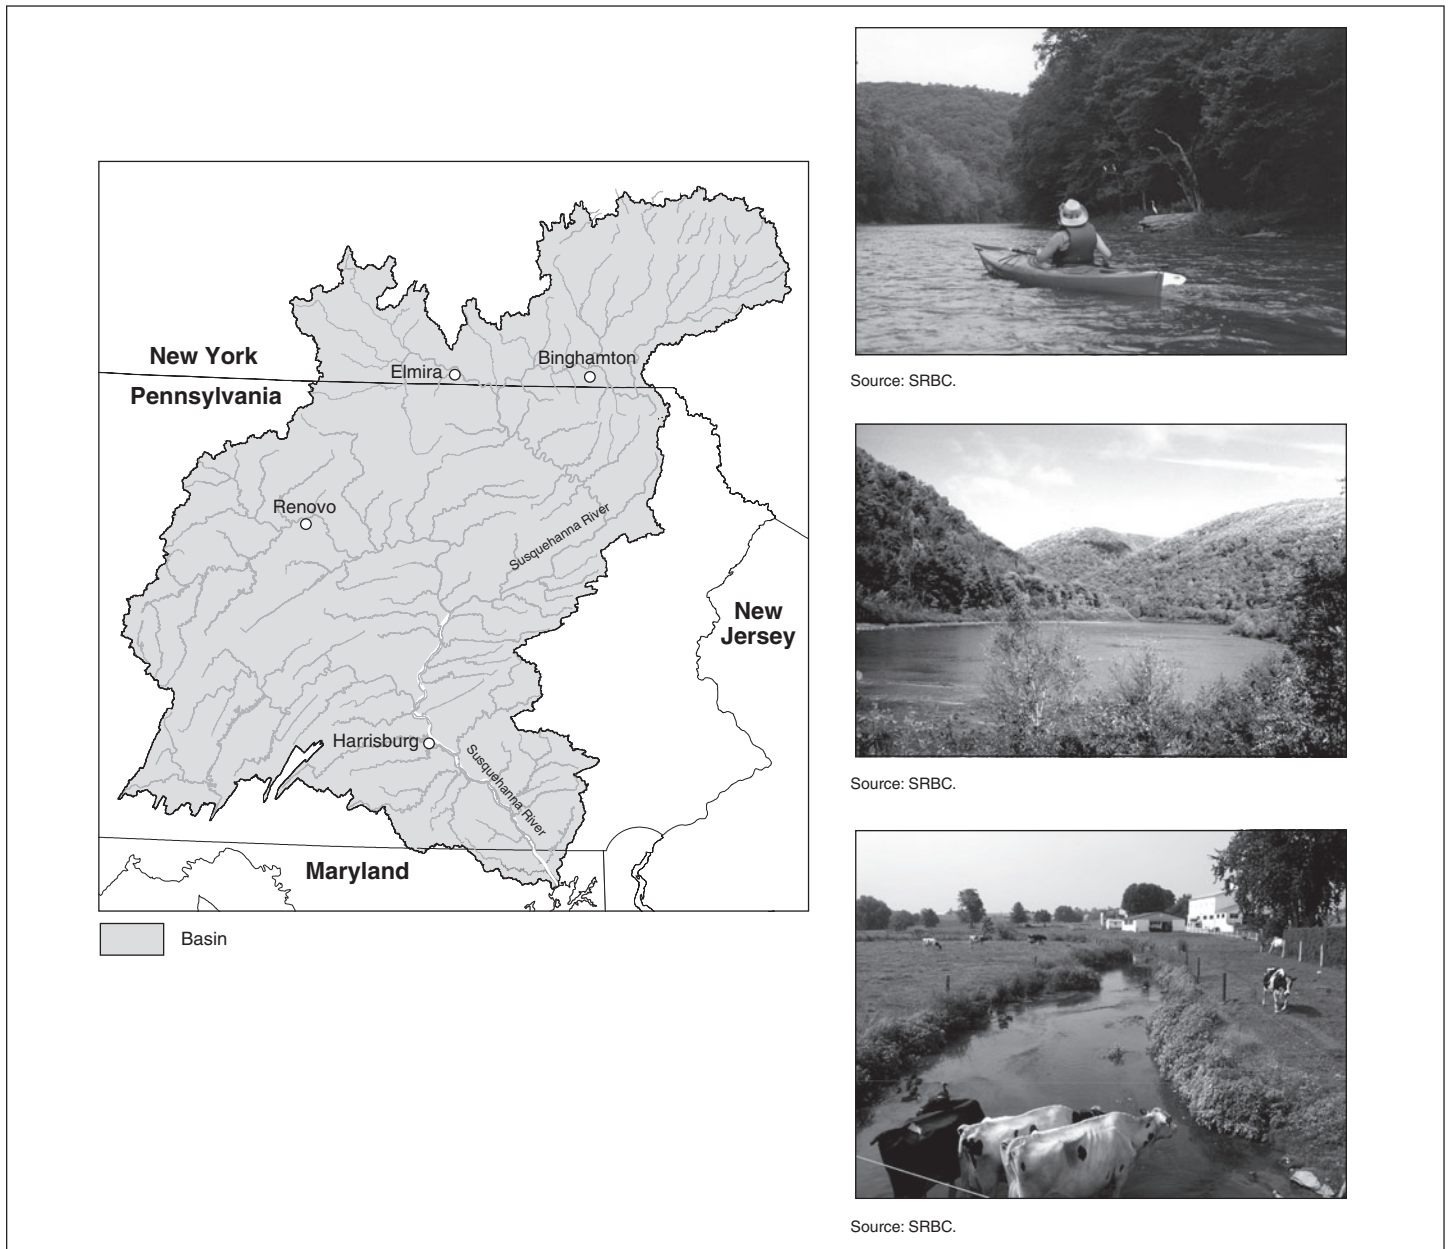 New York
Pennsylvania
Elmira
Binghamton
Renovo
Susquehanna River
New
Jersey
Harrisburg
Susquehanna River
Maryland
Basin
Source: SRBC.
Source: SRBC.
Source: SRBC.